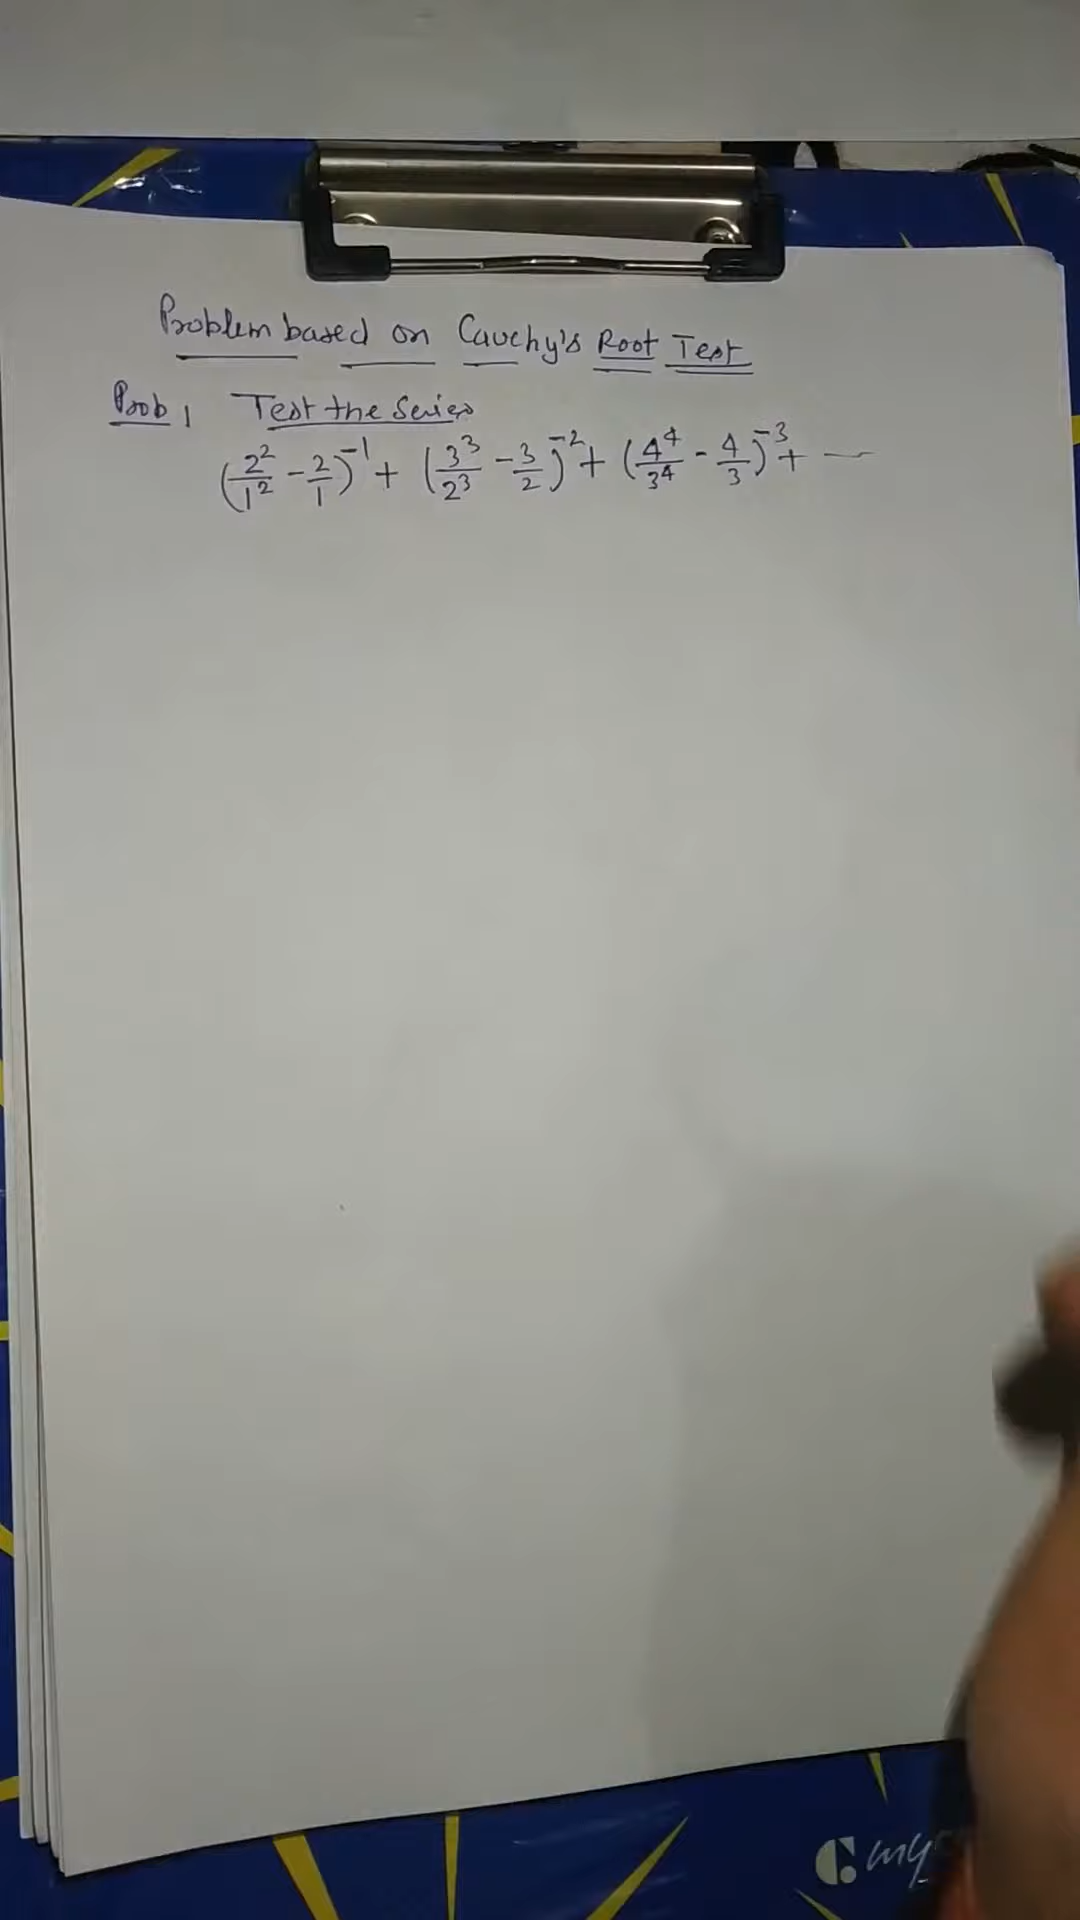 Problem based on Cauchy's Root Test
Prob 1 Test the Series
(2²/1² - 2/1)⁻¹ + (3³/2³ - 3/2)⁻² + (4⁴/3⁴ - 4/3)⁻³ + —
my